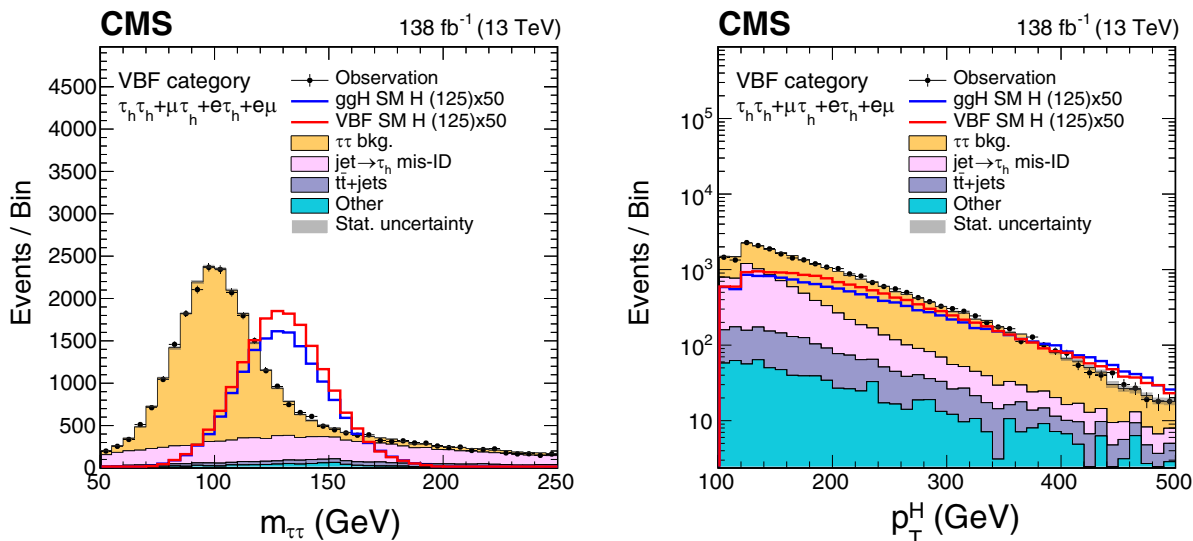 CMS 138 fb⁻¹ (13 TeV)
VBF category
τₕτₕ+μτₕ+eτₕ+eμ
Observation
ggH SM H (125)x50
VBF SM H (125)x50
ττ bkg.
jet→τₕ mis-ID
tt̄+jets
Other
Stat. uncertainty
Events / Bin
4500
4000
3500
3000
2500
2000
1500
1000
500
0
50 100 150 200 250
m_ττ (GeV)
CMS 138 fb⁻¹ (13 TeV)
VBF category
τₕτₕ+μτₕ+eτₕ+eμ
Observation
ggH SM H (125)x50
VBF SM H (125)x50
ττ bkg.
jet→τₕ mis-ID
tt̄+jets
Other
Stat. uncertainty
Events / Bin
10⁵
10⁴
10³
10²
10
100 200 300 400 500
p_T^H (GeV)